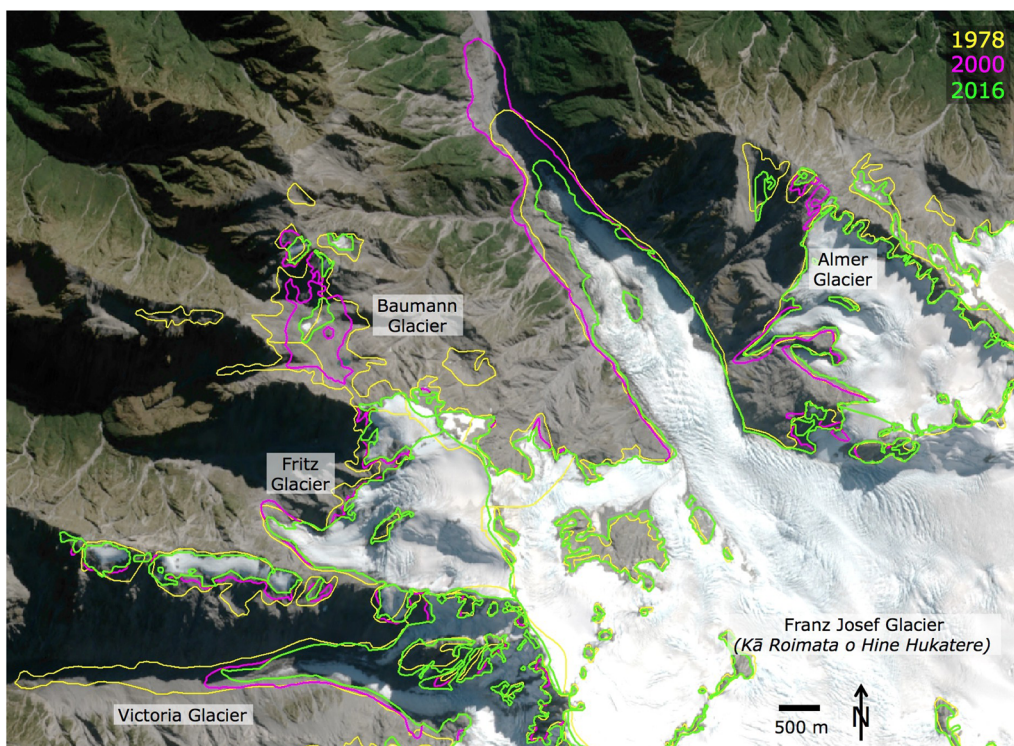 1978
2000
2016
Almer
Glacier
Baumann
Glacier
Fritz
Glacier
Franz Josef Glacier
(Kā Roimata o Hine Hukatere)
Victoria Glacier
500 m
N